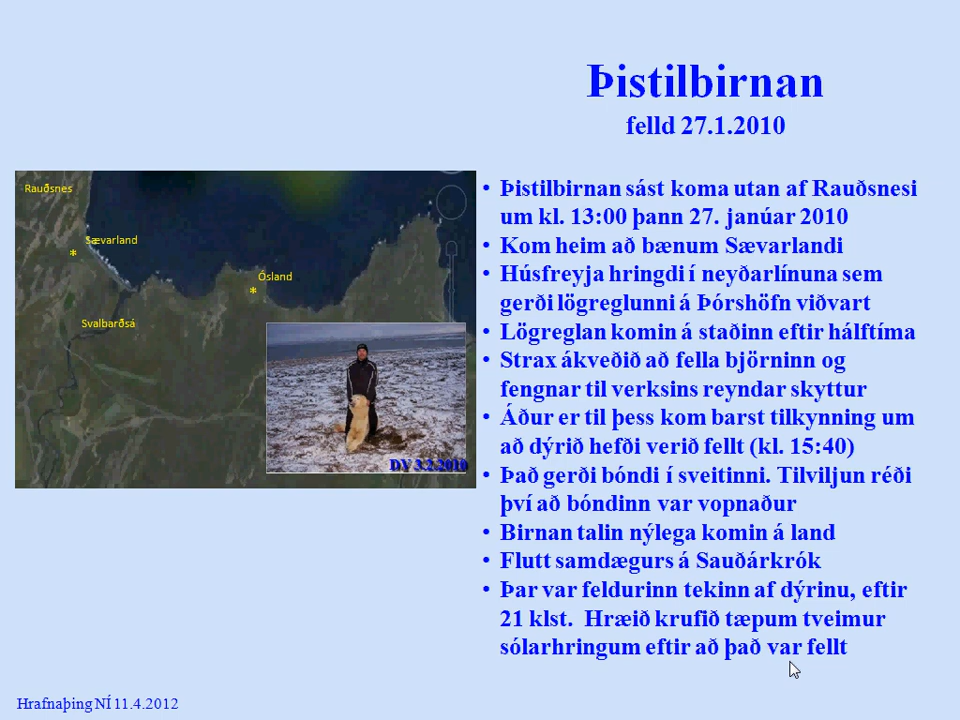 Þistilbirnan
felld 27.1.2010
Rauðsnes
Sævarland
Ósland
Svalbarðsá
DV 3.2.2010
• Þistilbirnan sást koma utan af Rauðsnesi
um kl. 13:00 þann 27. janúar 2010
• Kom heim að bænum Sævarlandi
• Húsfreyja hringdi í neyðarlínuna sem
gerði lögreglunni á Þórshöfn viðvart
• Lögreglan komin á staðinn eftir hálftíma
• Strax ákveðið að fella björninn og
fengnar til verksins reyndar skyttur
• Áður er til þess kom barst tilkynning um
að dýrið hefði verið fellt (kl. 15:40)
• Það gerði bóndi í sveitinni. Tilviljun réði
því að bóndinn var vopnaður
• Birnan talin nýlega komin á land
• Flutt samdægurs á Sauðárkrók
• Þar var feldurinn tekinn af dýrinu, eftir
21 klst. Hræið krufið tæpum tveimur
sólarhringum eftir að það var fellt
Hrafnaþing NÍ 11.4.2012